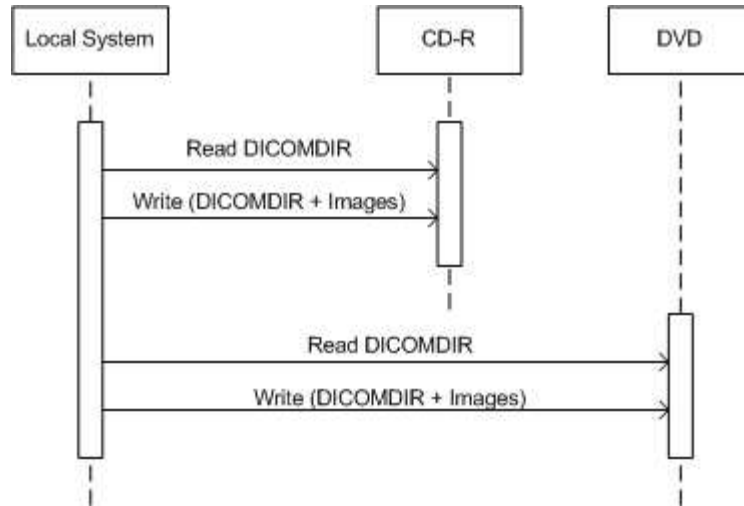 Local System
CD-R
DVD
Read DICOMDIR
Write (DICOMDIR + Images)
Read DICOMDIR
Write (DICOMDIR + Images)